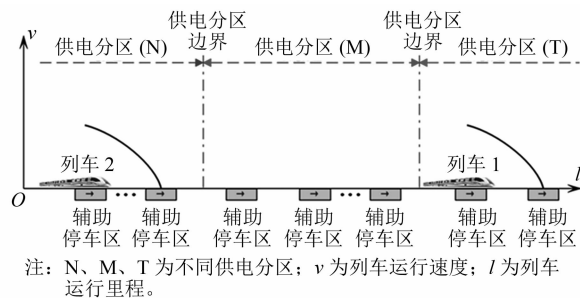 v
供电分区 (N)
供电分区
边界
供电分区 (M)
供电分区
边界
供电分区 (T)
列车 2
列车 1
O
l
→
→
→
→
→
→
→
辅助
停车区
辅助
停车区
辅助
停车区
辅助
停车区
辅助
停车区
辅助
停车区
辅助
停车区
注：N、M、T 为不同供电分区；v 为列车运行速度；l 为列车
运行里程。